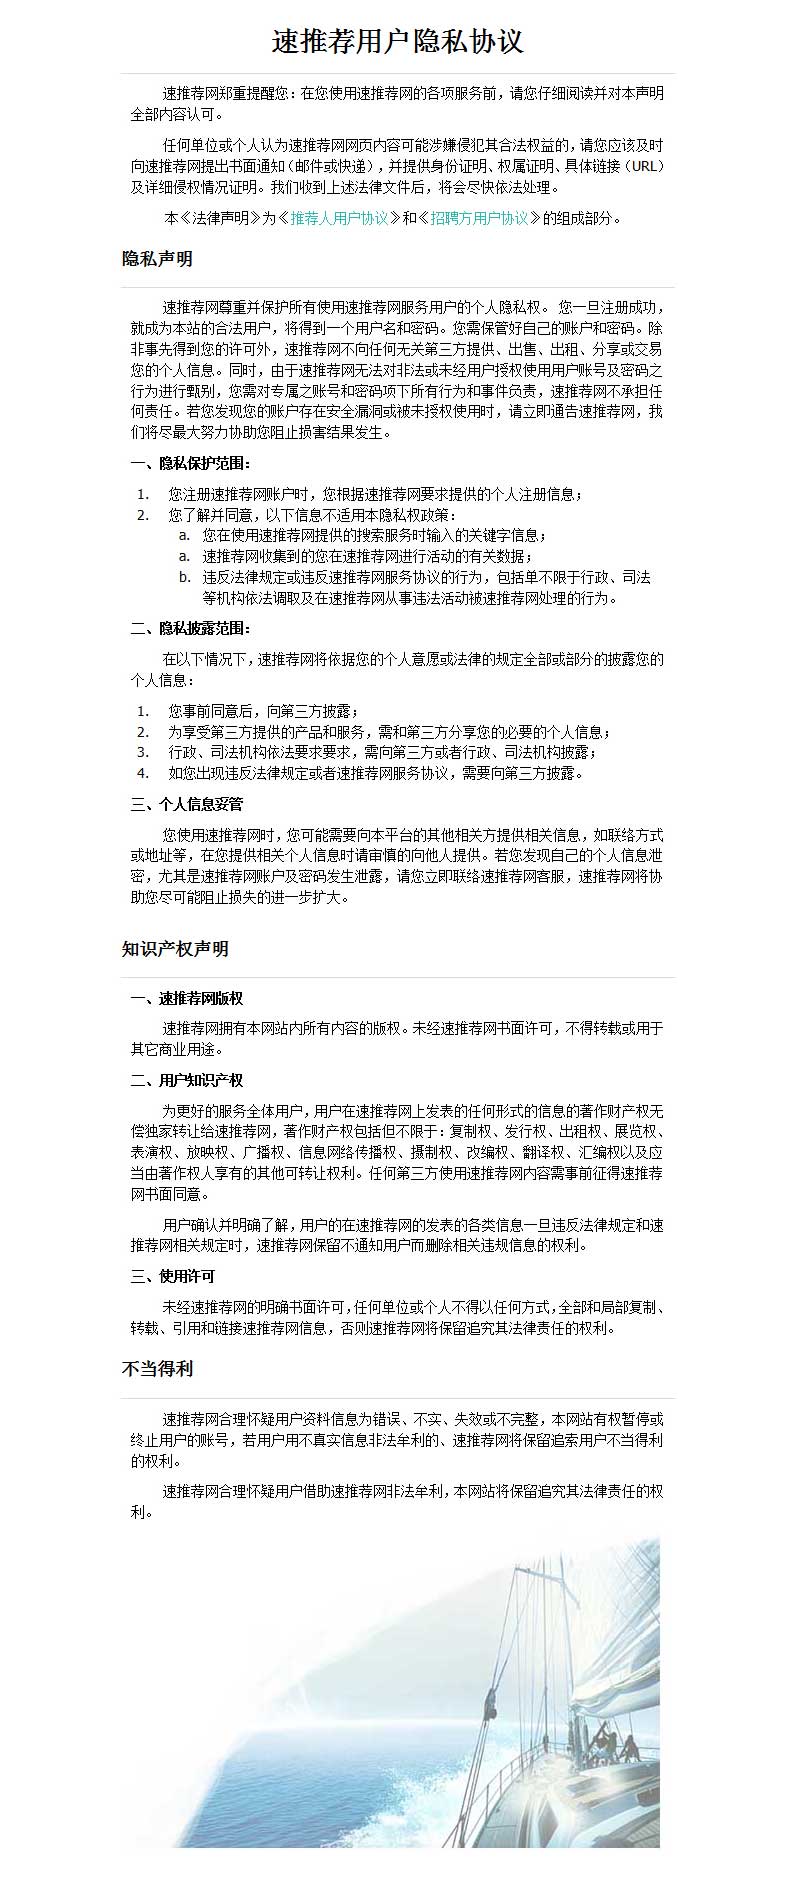 速推荐用户隐私协议
速推荐网郑重提醒您：在您使用速推荐网的各项服务前，请您仔细阅读并对本声明
全部内容认可。
任何单位或个人认为速推荐网网页内容可能涉嫌侵犯其合法权益的，请您应该及时
向速推荐网提出书面通知（邮件或快递），并提供身份证明、权属证明、具体链接（URL）
及详细侵权情况证明。我们收到上述法律文件后，将会尽快依法处理。
本《法律声明》为《推荐人用户协议》和《招聘方用户协议》的组成部分。
隐私声明
速推荐网尊重并保护所有使用速推荐网服务用户的个人隐私权。 您一旦注册成功，
就成为本站的合法用户，将得到一个用户名和密码。您需保管好自己的账户和密码。除
非事先得到您的许可外，速推荐网不向任何无关第三方提供、出售、出租、分享或交易
您的个人信息。同时，由于速推荐网无法对非法或未经用户授权使用用户账号及密码之
行为进行甄别，您需对专属之账号和密码项下所有行为和事件负责，速推荐网不承担任
何责任。若您发现您的账户存在安全漏洞或被未授权使用时，请立即通告速推荐网，我
们将尽最大努力协助您阻止损害结果发生。
一、隐私保护范围：
1. 您注册速推荐网账户时，您根据速推荐网要求提供的个人注册信息；
2. 您了解并同意，以下信息不适用本隐私权政策：
a. 您在使用速推荐网提供的搜索服务时输入的关键字信息；
a. 速推荐网收集到的您在速推荐网进行活动的有关数据；
b. 违反法律规定或违反速推荐网服务协议的行为，包括单不限于行政、司法
等机构依法调取及在速推荐网从事违法活动被速推荐网处理的行为。
二、隐私披露范围：
在以下情况下，速推荐网将依据您的个人意愿或法律的规定全部或部分的披露您的
个人信息：
1. 您事前同意后，向第三方披露；
2. 为享受第三方提供的产品和服务，需和第三方分享您的必要的个人信息；
3. 行政、司法机构依法要求要求，需向第三方或者行政、司法机构披露；
4. 如您出现违反法律规定或者速推荐网服务协议，需要向第三方披露。
三、个人信息妥管
您使用速推荐网时，您可能需要向本平台的其他相关方提供相关信息，如联络方式
或地址等，在您提供相关个人信息时请审慎的向他人提供。若您发现自己的个人信息泄
密，尤其是速推荐网账户及密码发生泄露，请您立即联络速推荐网客服，速推荐网将协
助您尽可能阻止损失的进一步扩大。
知识产权声明
一、速推荐网版权
速推荐网拥有本网站内所有内容的版权。未经速推荐网书面许可，不得转载或用于
其它商业用途。
二、用户知识产权
为更好的服务全体用户，用户在速推荐网上发表的任何形式的信息的著作财产权无
偿独家转让给速推荐网，著作财产权包括但不限于：复制权、发行权、出租权、展览权、
表演权、放映权、广播权、信息网络传播权、摄制权、改编权、翻译权、汇编权以及应
当由著作权人享有的其他可转让权利。任何第三方使用速推荐网内容需事前征得速推荐
网书面同意。
用户确认并明确了解，用户的在速推荐网的发表的各类信息一旦违反法律规定和速
推荐网相关规定时，速推荐网保留不通知用户而删除相关违规信息的权利。
三、使用许可
未经速推荐网的明确书面许可，任何单位或个人不得以任何方式，全部和局部复制、
转载、引用和链接速推荐网信息，否则速推荐网将保留追究其法律责任的权利。
不当得利
速推荐网合理怀疑用户资料信息为错误、不实、失效或不完整，本网站有权暂停或
终止用户的账号，若用户用不真实信息非法牟利的、速推荐网将保留追索用户不当得利
的权利。
速推荐网合理怀疑用户借助速推荐网非法牟利，本网站将保留追究其法律责任的权
利。